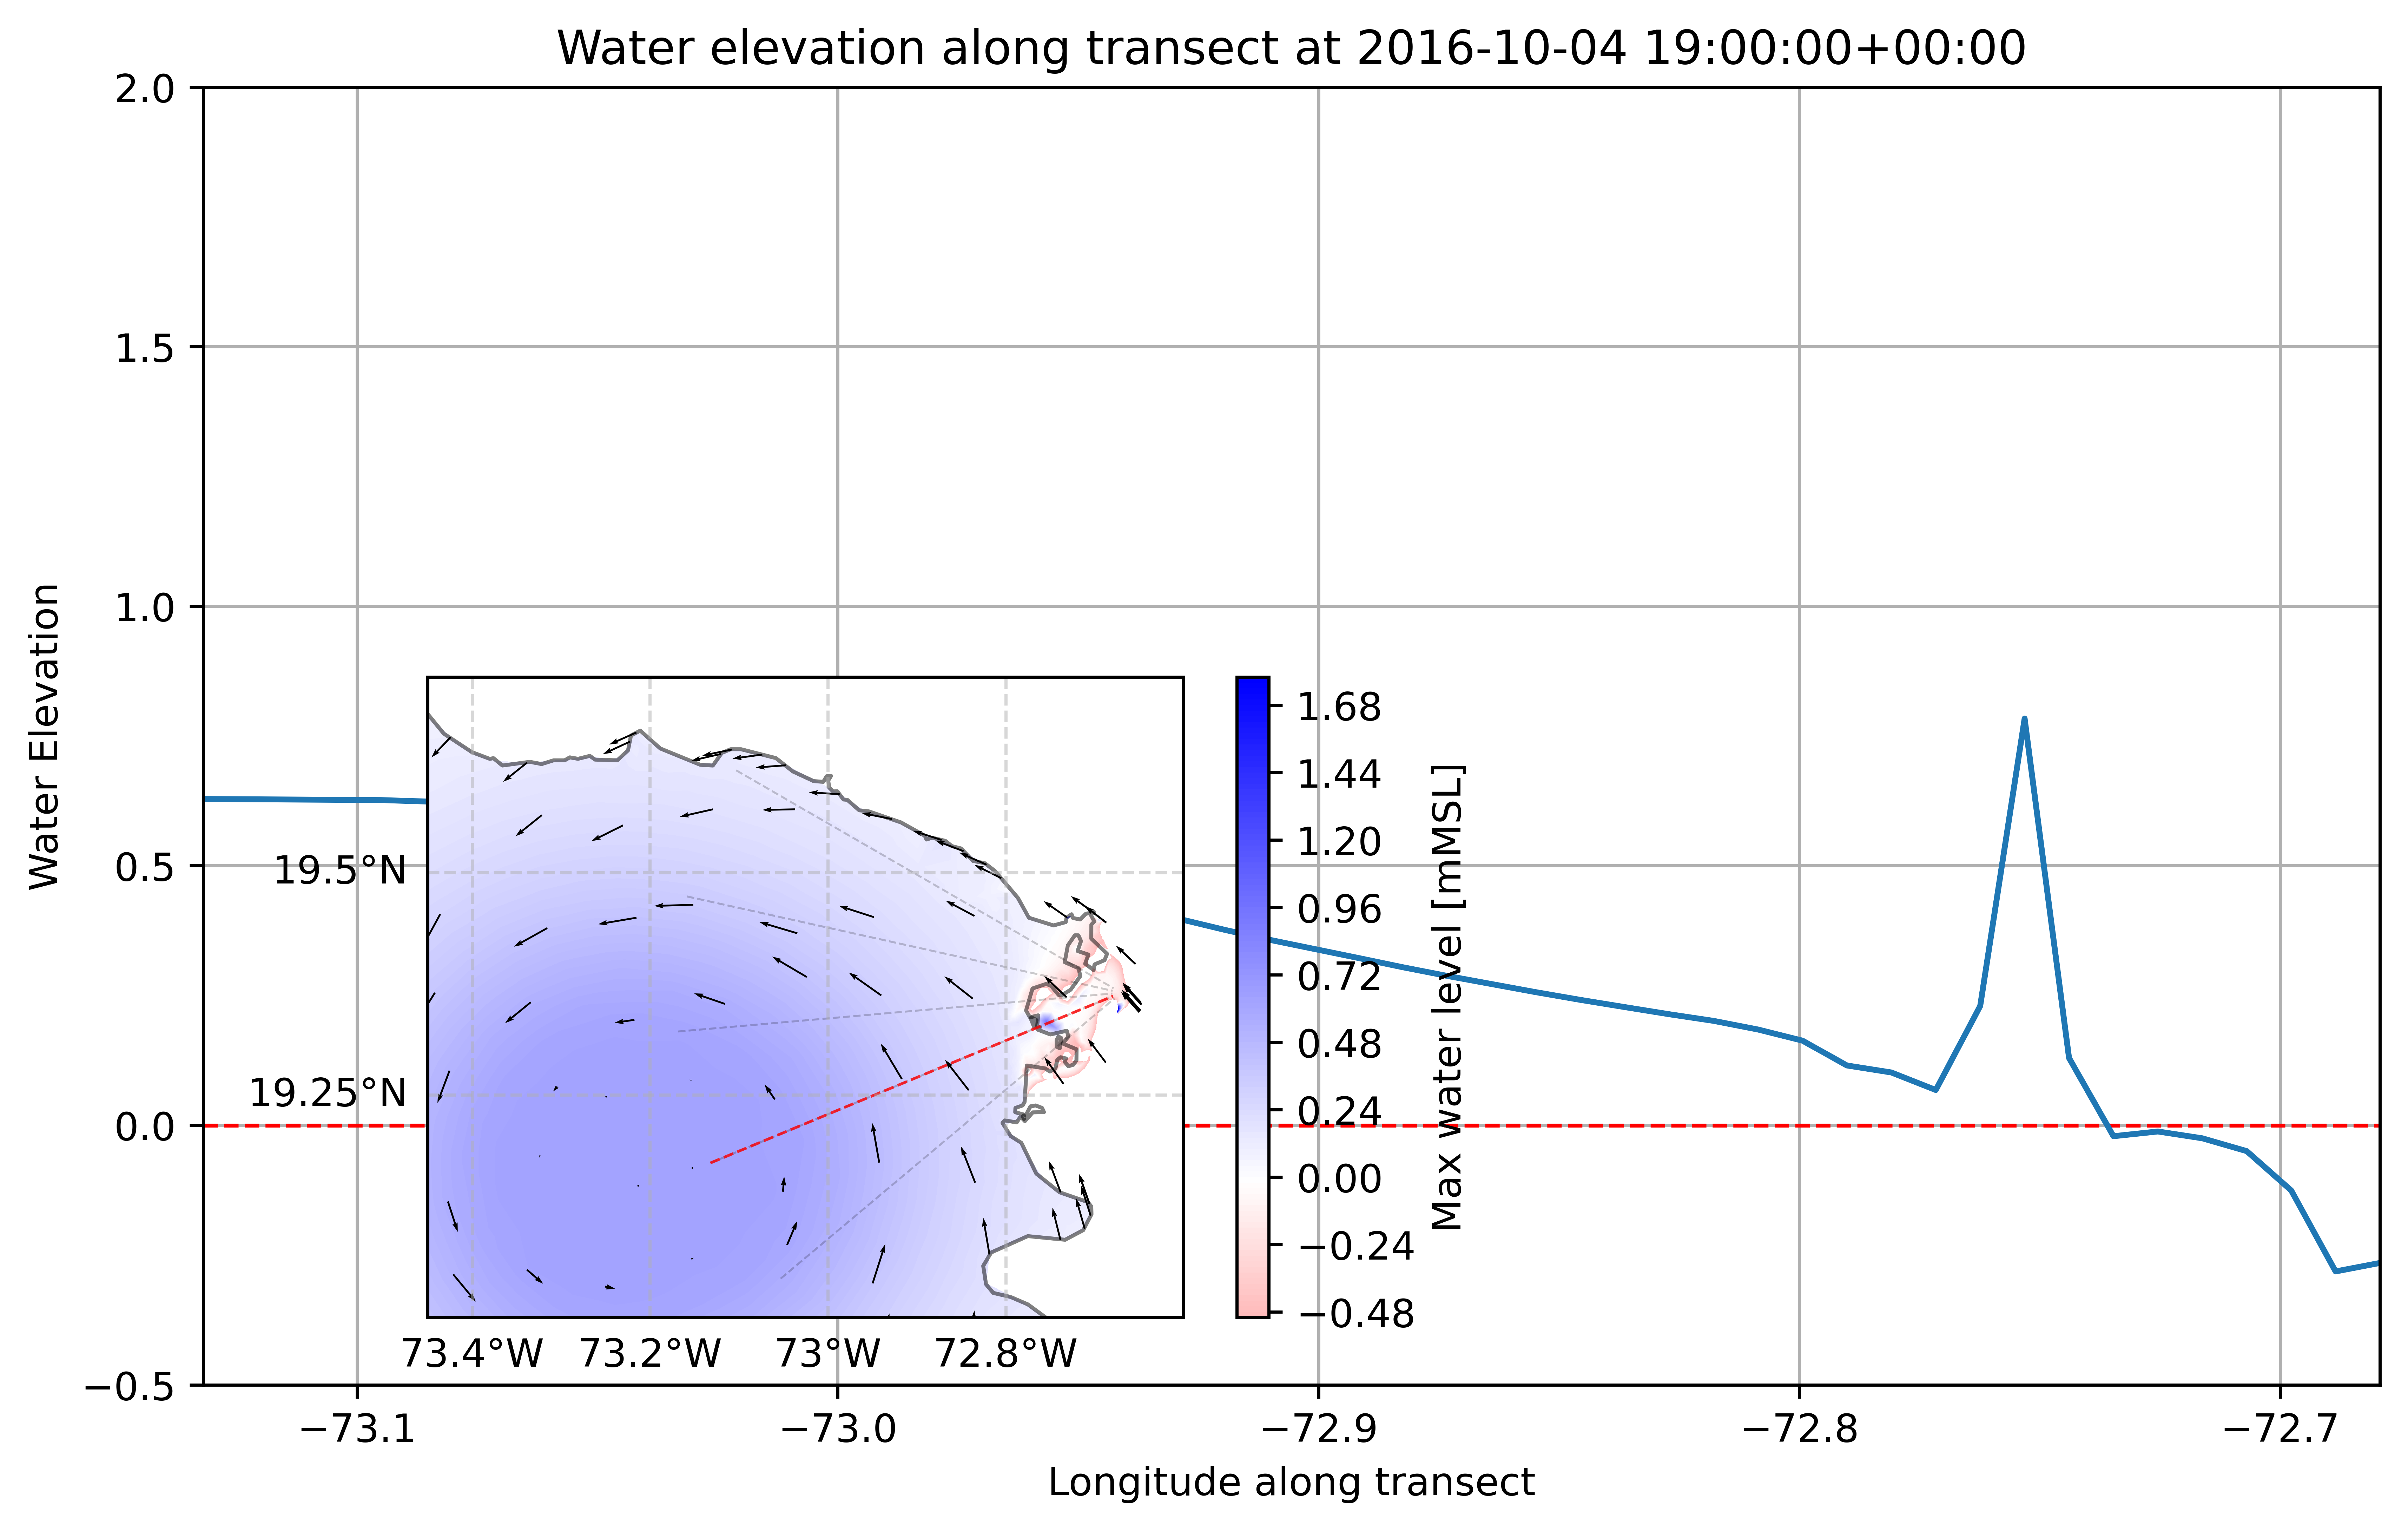 Water elevation along transect at 2016-10-04 19:00:00+00:00
2.0
1.5
1.0
0.5
0.0
−0.5
Water Elevation
19.5°N
19.25°N
73.4°W 73.2°W 73°W 72.8°W
1.68
1.44
1.20
0.96
0.72
0.48
0.24
0.00
−0.24
−0.48
Max water level [mMSL]
−73.1 −73.0 −72.9 −72.8 −72.7
Longitude along transect